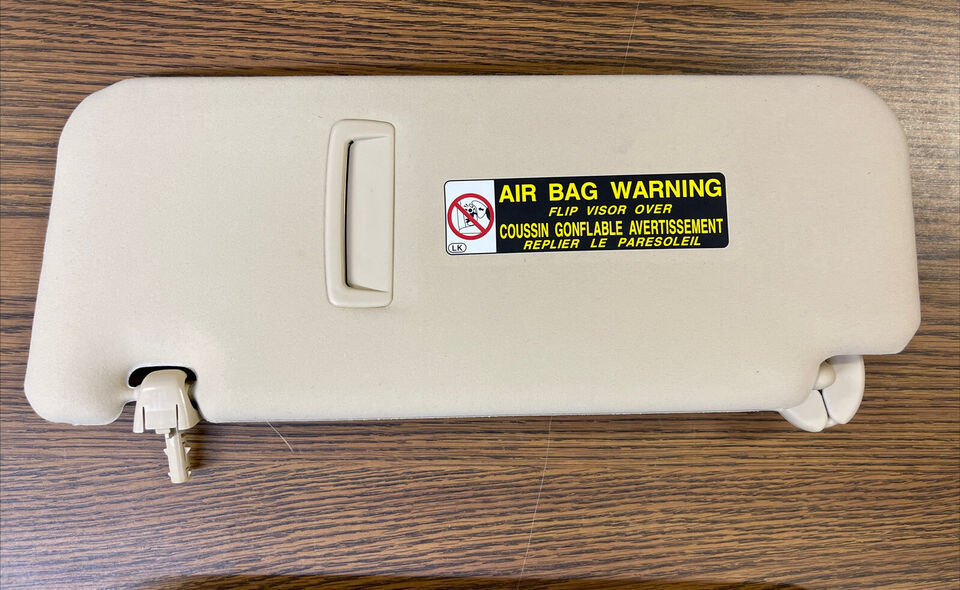 AIR BAG WARNING
FLIP VISOR OVER
COUSSIN GONFLABLE AVERTISSEMENT
REPLIER LE PARESOLEIL
LK